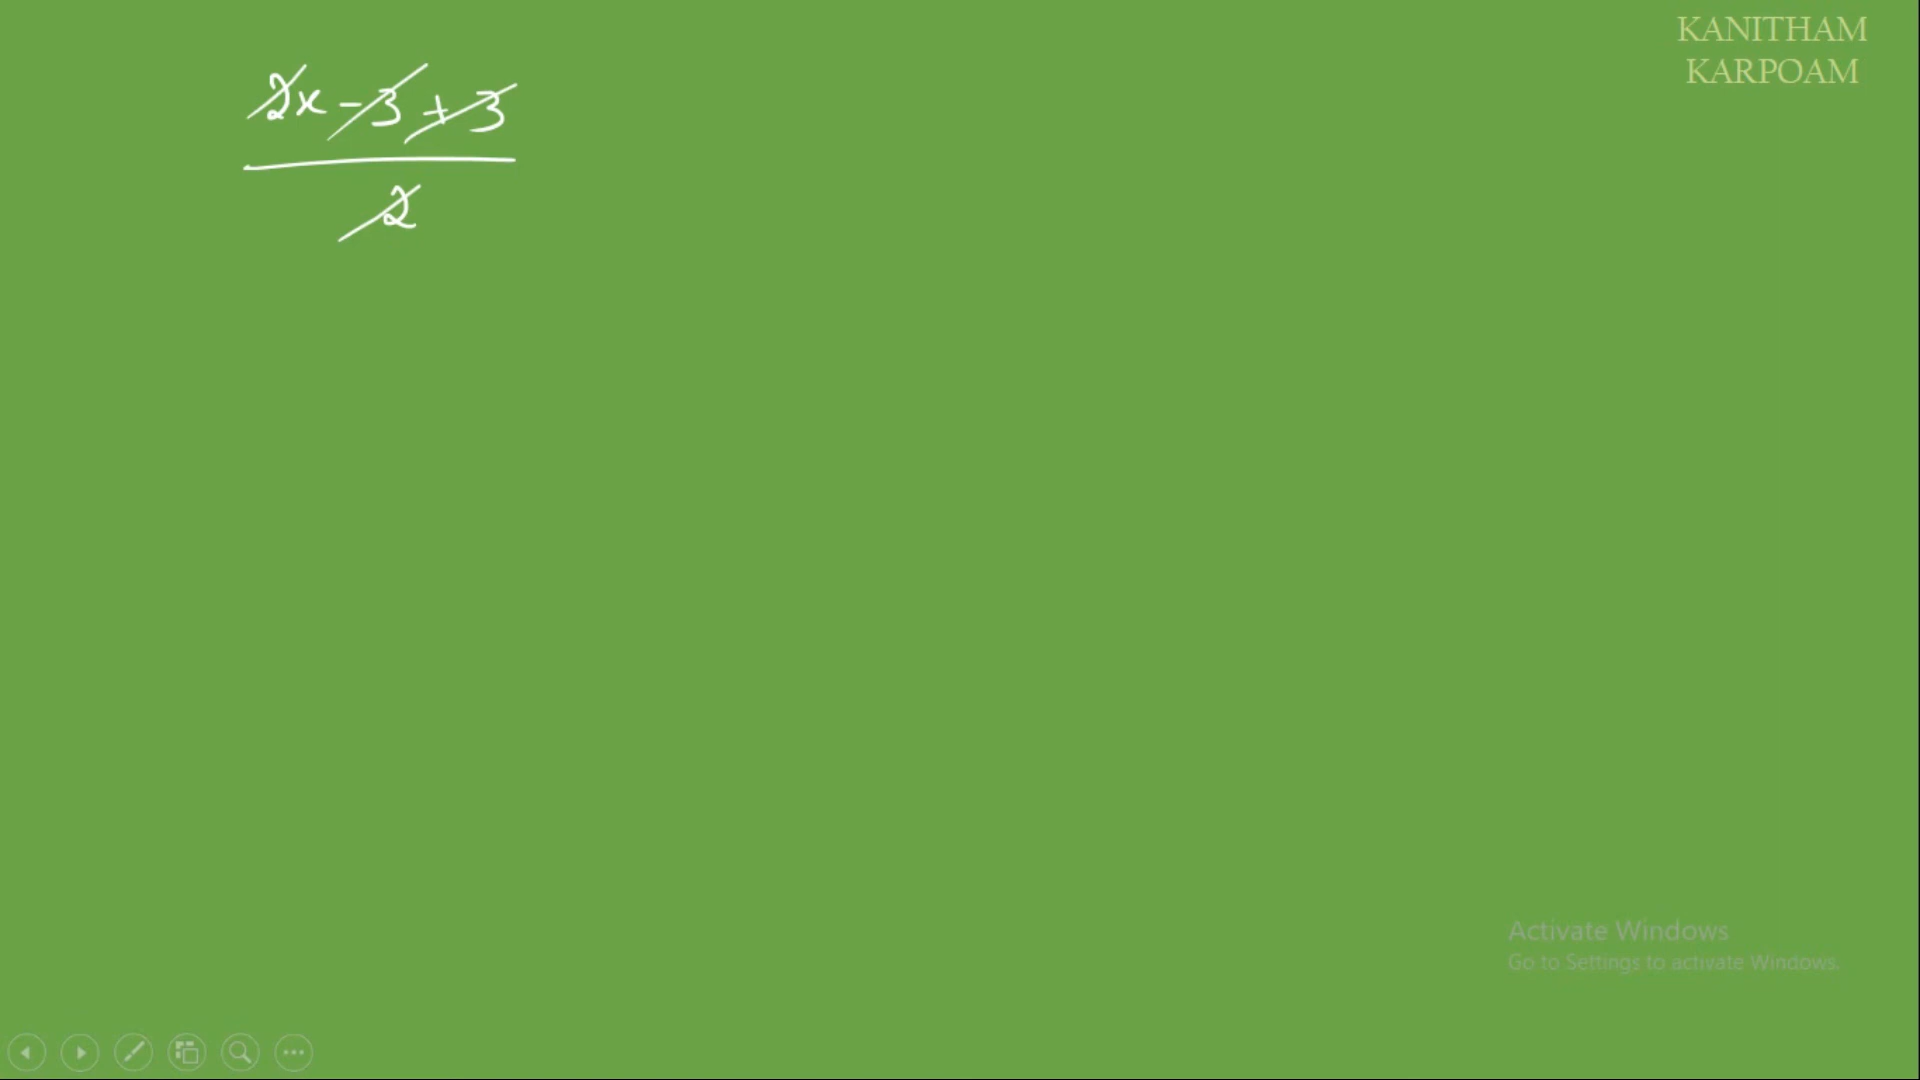 2x - 3 + 3
2
KANITHAM
KARPOAM
Activate Windows
Go to Settings to activate Windows.